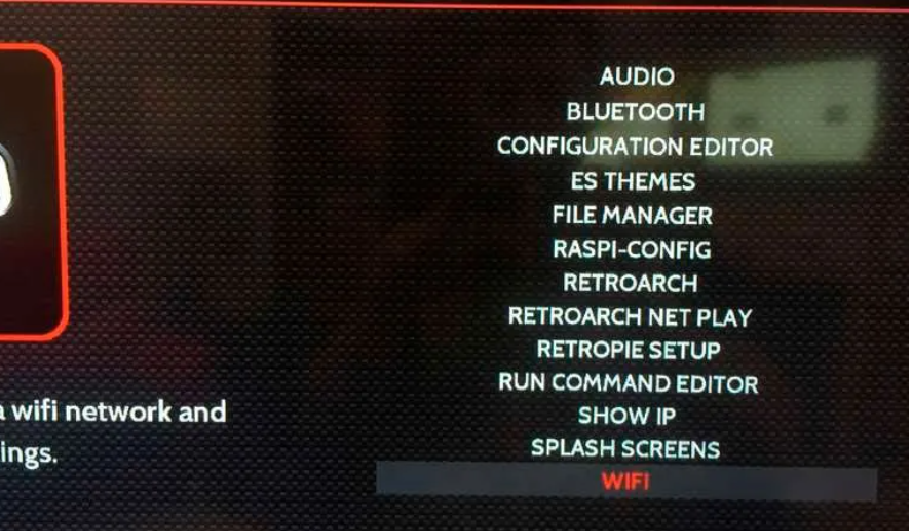 AUDIO
BLUETOOTH
CONFIGURATION EDITOR
ES THEMES
FILE MANAGER
RASPI-CONFIG
RETROARCH
RETROARCH NET PLAY
RETROPIE SETUP
RUN COMMAND EDITOR
SHOW IP
SPLASH SCREENS
WIFI
a wifi network and
ings.